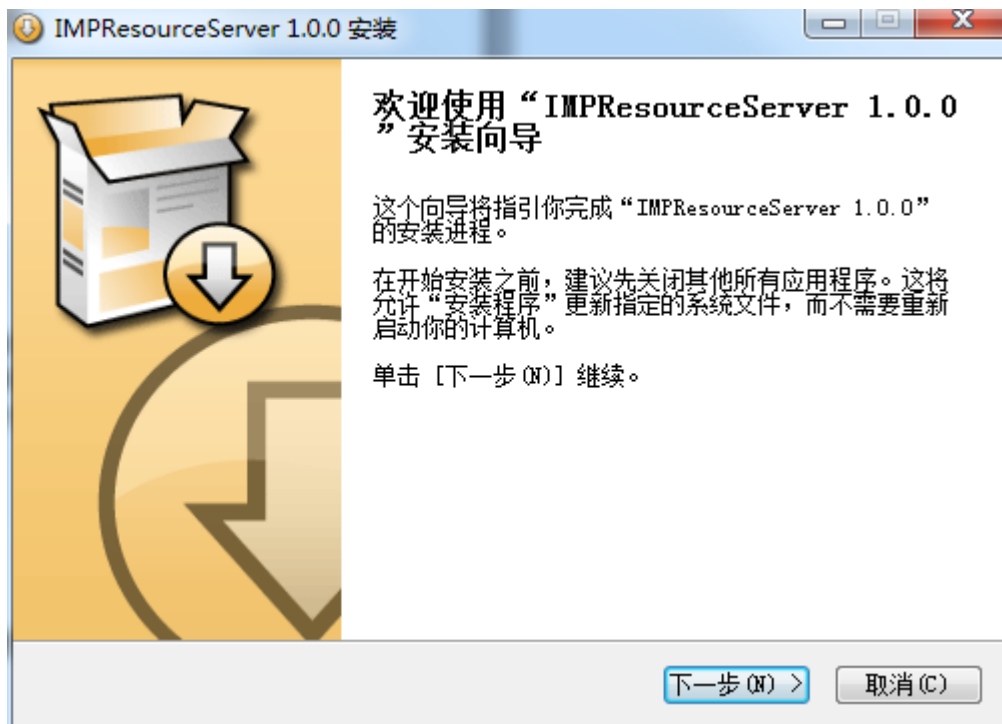 IMPResourceServer 1.0.0 安装
欢迎使用“IMPResourceServer 1.0.0
”安装向导
这个向导将指引你完成“IMPResourceServer 1.0.0”
的安装进程。
在开始安装之前，建议先关闭其他所有应用程序。这将
允许“安装程序”更新指定的系统文件，而不需要重新
启动你的计算机。
单击 [下一步(N)] 继续。
下一步(N) >
取消(C)